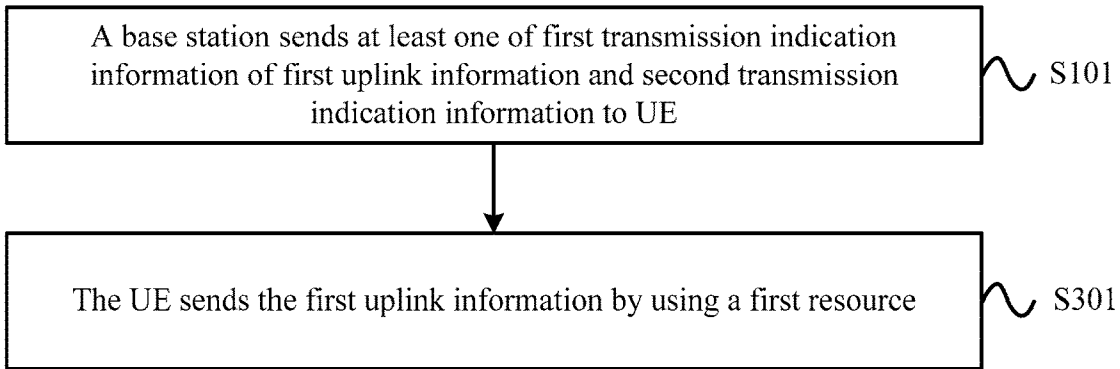 A base station sends at least one of first transmission indication
information of first uplink information and second transmission
indication information to UE
S101
The UE sends the first uplink information by using a first resource
S301